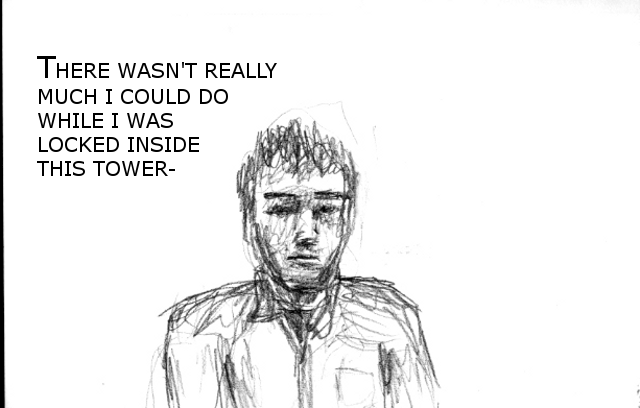 THERE WASN'T REALLY
MUCH I COULD DO
WHILE I WAS
LOCKED INSIDE
THIS TOWER-